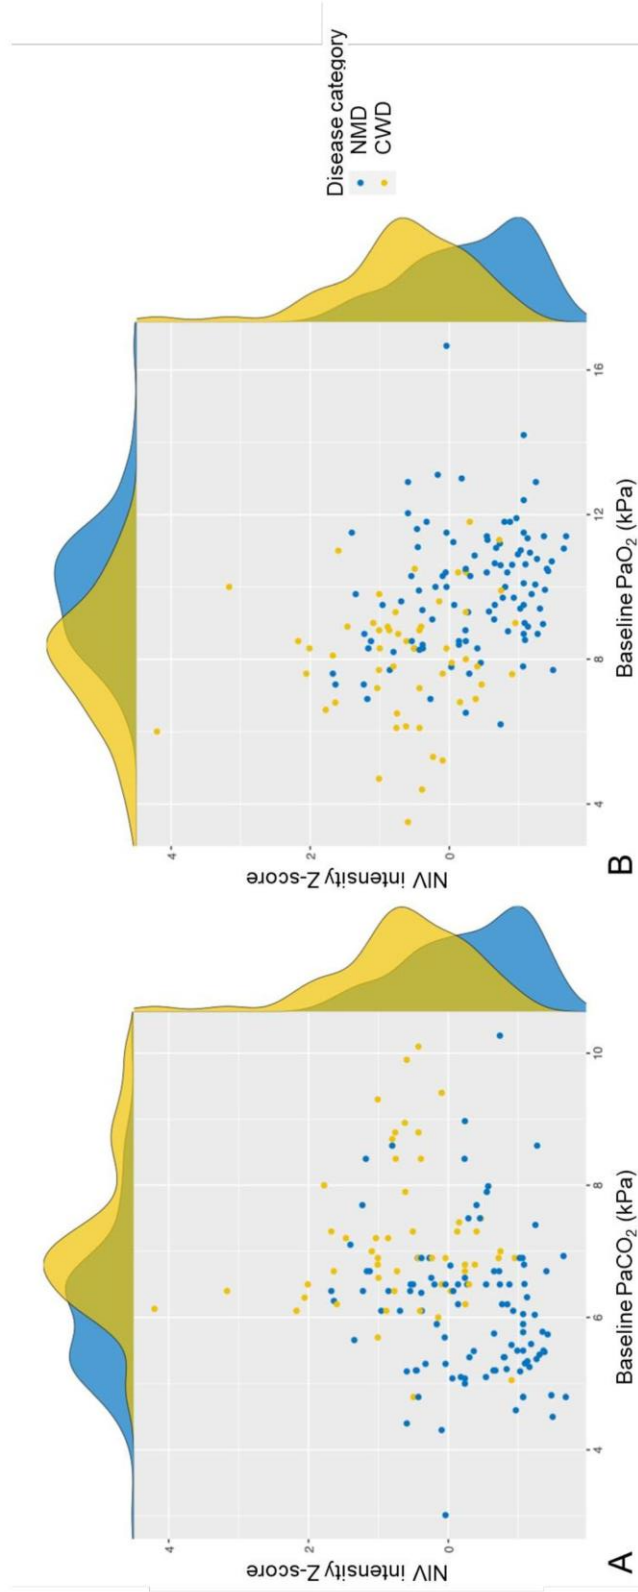 4
2
0
NIV intensity Z-score
4 6 8 10
Baseline PaCO₂ (kPa)
A
4
2
0
NIV intensity Z-score
4 8 12 16
Baseline PaO₂ (kPa)
B
Disease category
NMD
CWD